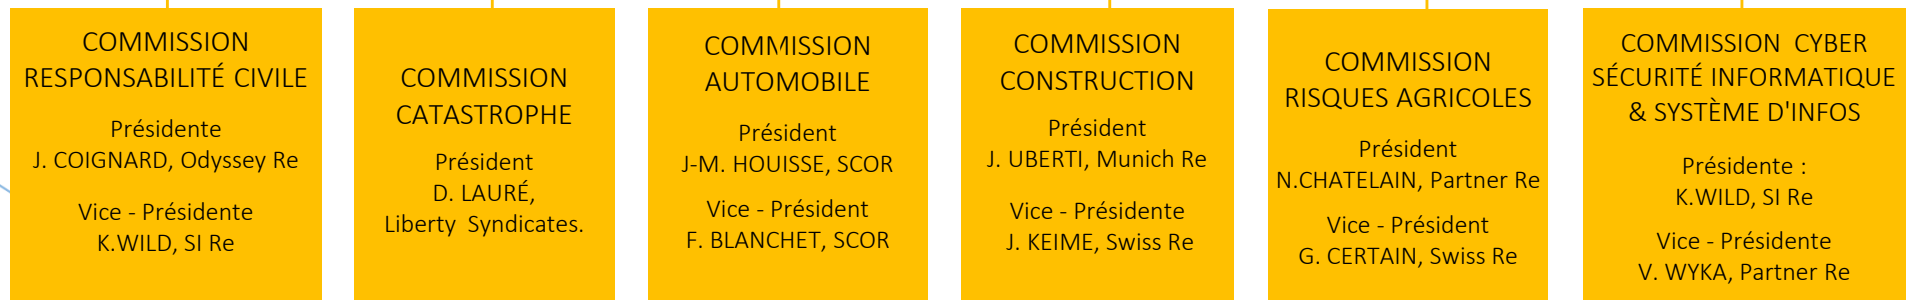 COMMISSION
RESPONSABILITÉ CIVILE
Présidente
J. COIGNARD, Odyssey Re
Vice - Présidente
K.WILD, SI Re
COMMISSION
CATASTROPHE
Président
D. LAURÉ,
Liberty Syndicates.
COMMISSION
AUTOMOBILE
Président
J-M. HOUISSE, SCOR
Vice - Président
F. BLANCHET, SCOR
COMMISSION
CONSTRUCTION
Président
J. UBERTI, Munich Re
Vice - Présidente
J. KEIME, Swiss Re
COMMISSION
RISQUES AGRICOLES
Président
N.CHATELAIN, Partner Re
Vice - Président
G. CERTAIN, Swiss Re
COMMISSION CYBER
SÉCURITÉ INFORMATIQUE
& SYSTÈME D'INFOS
Présidente :
K.WILD, SI Re
Vice - Présidente
V. WYKA, Partner Re